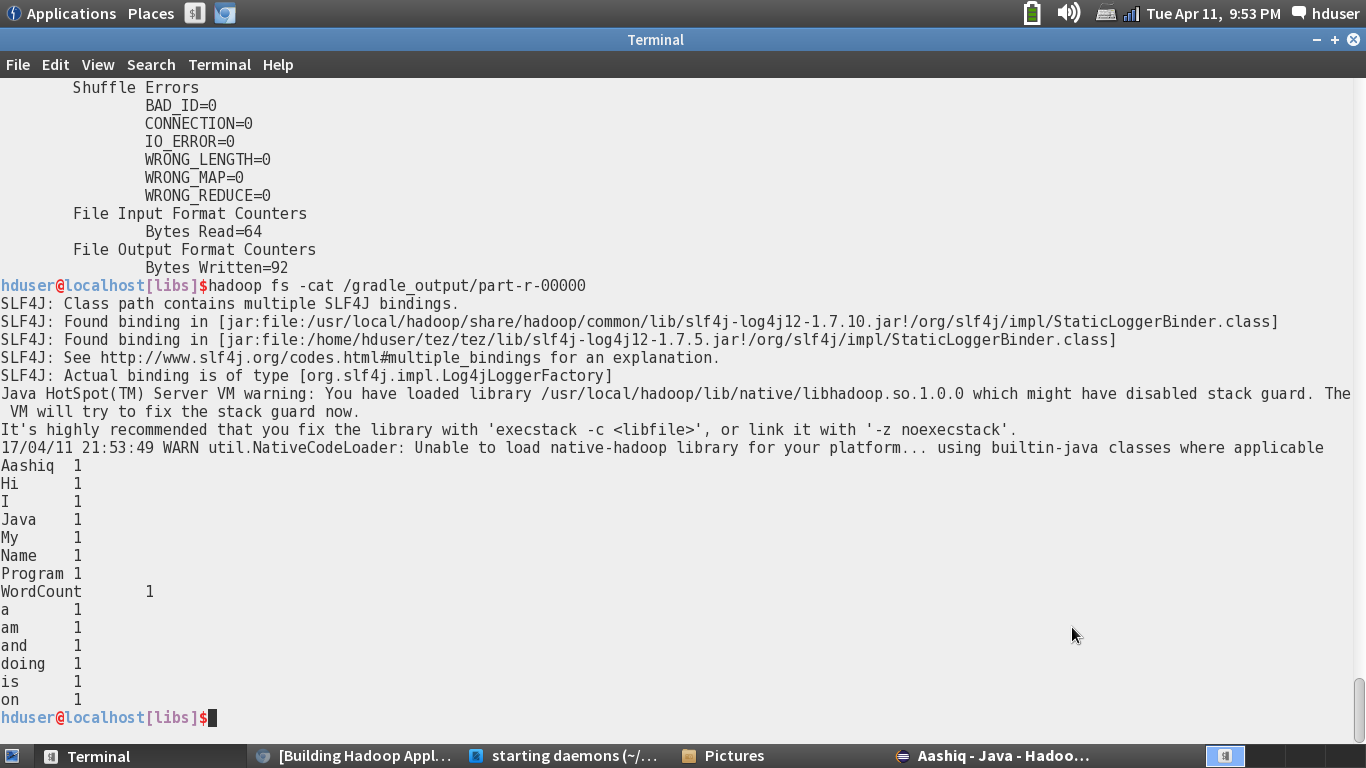 Applications Places Tue Apr 11, 9:53 PM hduser
Terminal
File Edit View Search Terminal Help
Shuffle Errors
BAD_ID=0
CONNECTION=0
IO_ERROR=0
WRONG_LENGTH=0
WRONG_MAP=0
WRONG_REDUCE=0
File Input Format Counters
Bytes Read=64
File Output Format Counters
Bytes Written=92
hduser@localhost[libs]$hadoop fs -cat /gradle_output/part-r-00000
SLF4J: Class path contains multiple SLF4J bindings.
SLF4J: Found binding in [jar:file:/usr/local/hadoop/share/hadoop/common/lib/slf4j-log4j12-1.7.10.jar!/org/slf4j/impl/StaticLoggerBinder.class]
SLF4J: Found binding in [jar:file:/home/hduser/tez/tez/lib/slf4j-log4j12-1.7.5.jar!/org/slf4j/impl/StaticLoggerBinder.class]
SLF4J: See http://www.slf4j.org/codes.html#multiple_bindings for an explanation.
SLF4J: Actual binding is of type [org.slf4j.impl.Log4jLoggerFactory]
Java HotSpot(TM) Server VM warning: You have loaded library /usr/local/hadoop/lib/native/libhadoop.so.1.0.0 which might have disabled stack guard. The
VM will try to fix the stack guard now.
It's highly recommended that you fix the library with 'execstack -c <libfile>', or link it with '-z noexecstack'.
17/04/11 21:53:49 WARN util.NativeCodeLoader: Unable to load native-hadoop library for your platform... using builtin-java classes where applicable
Aashiq 1
Hi 1
I 1
Java 1
My 1
Name 1
Program 1
WordCount 1
a 1
am 1
and 1
doing 1
is 1
on 1
hduser@localhost[libs]$
Terminal [Building Hadoop Appl... starting daemons (~/... Pictures Aashiq - Java - Hadoo...